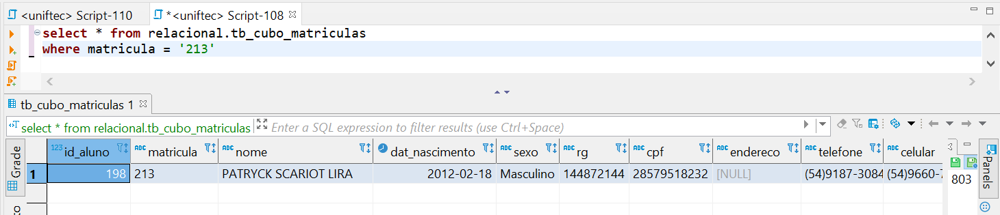 <uniftec> Script-110
*<uniftec> Script-108
select * from relacional.tb_cubo_matriculas
where matricula = '213'
tb_cubo_matriculas 1
select * from relacional.tb_cubo_matriculas
Enter a SQL expression to filter results (use Ctrl+Space)
Grade
123 id_aluno ABC matricula ABC nome dat_nascimento ABC sexo ABC rg ABC cpf ABC endereco ABC telefone ABC celular
1 198 213 PATRYCK SCARIOT LIRA 2012-02-18 Masculino 144872144 28579518232 [NULL] (54)9187-3084 (54)9660-
803
Panels